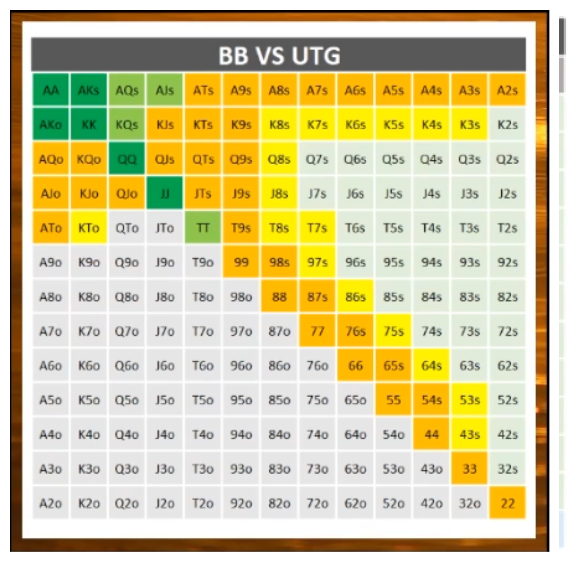 BB VS UTG
AA AKs AQs AJs ATs A9s A8s A7s A6s A5s A4s A3s A2s
AKo KK KQs KJs KTs K9s K8s K7s K6s K5s K4s K3s K2s
AQo KQo QQ QJs QTs Q9s Q8s Q7s Q6s Q5s Q4s Q3s Q2s
AJo KJo QJo JJ JTs J9s J8s J7s J6s J5s J4s J3s J2s
ATo KTo QTo JTo TT T9s T8s T7s T6s T5s T4s T3s T2s
A9o K9o Q9o J9o T9o 99 98s 97s 96s 95s 94s 93s 92s
A8o K8o Q8o J8o T8o 98o 88 87s 86s 85s 84s 83s 82s
A7o K7o Q7o J7o T7o 97o 87o 77 76s 75s 74s 73s 72s
A6o K6o Q6o J6o T6o 96o 86o 76o 66 65s 64s 63s 62s
A5o K5o Q5o J5o T5o 95o 85o 75o 65o 55 54s 53s 52s
A4o K4o Q4o J4o T4o 94o 84o 74o 64o 54o 44 43s 42s
A3o K3o Q3o J3o T3o 93o 83o 73o 63o 53o 43o 33 32s
A2o K2o Q2o J2o T2o 92o 82o 72o 62o 52o 42o 32o 22